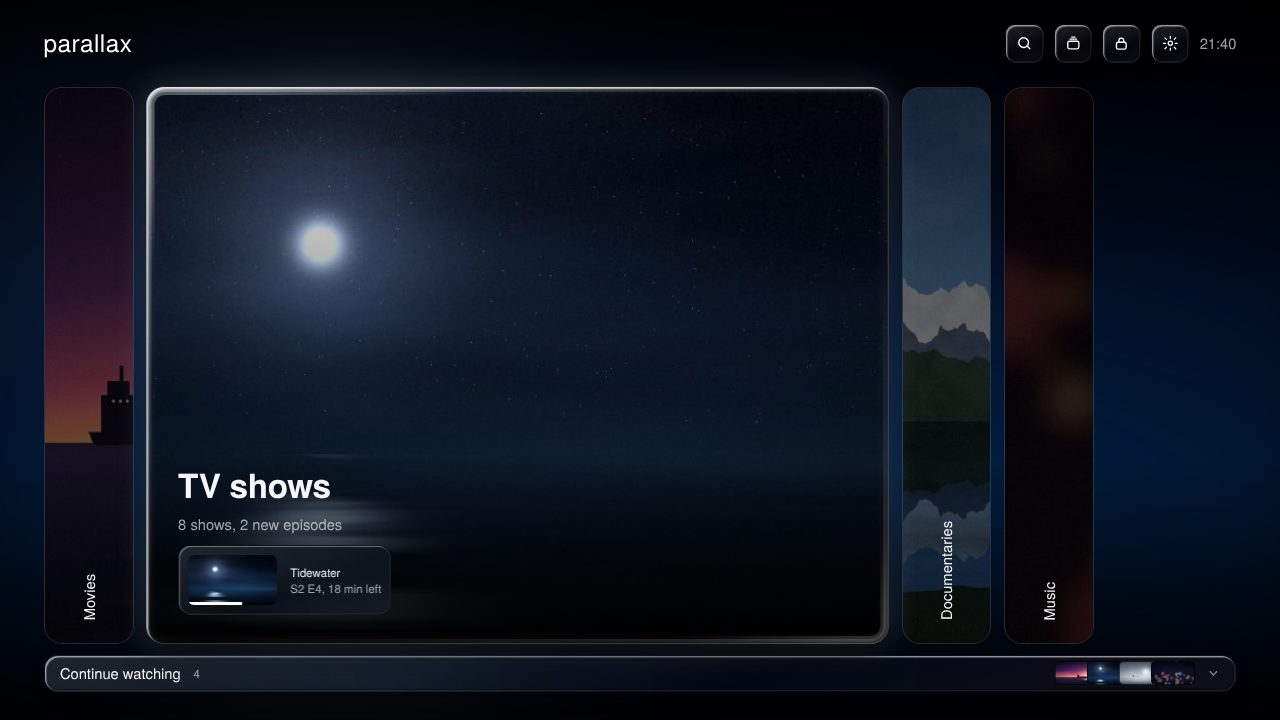 parallax
21:40
TV shows
8 shows, 2 new episodes
Tidewater
S2 E4, 18 min left
Movies
Documentaries
Music
Continue watching 4